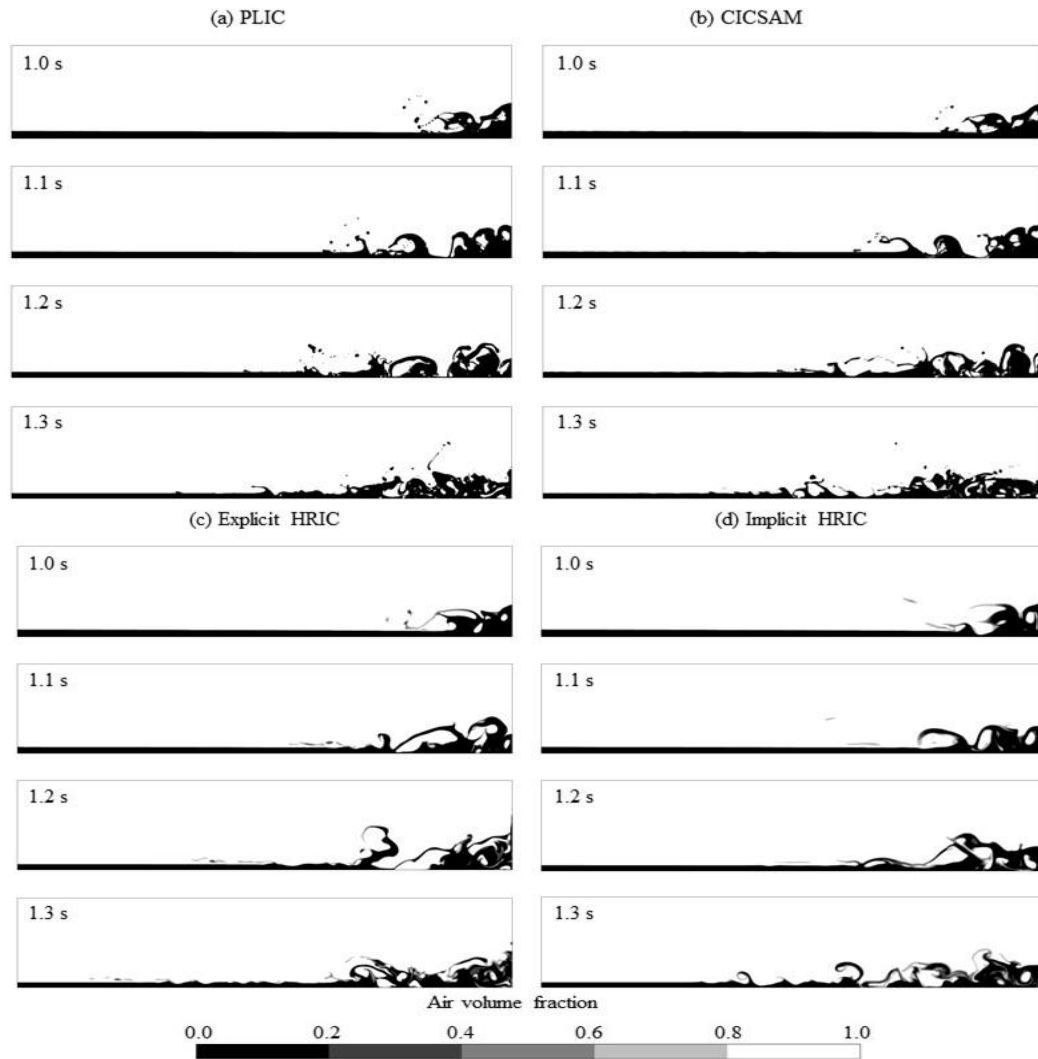 (a) PLIC
(b) CICSAM
1.0 s
1.0 s
1.1 s
1.1 s
1.2 s
1.2 s
1.3 s
1.3 s
(c) Explicit HRIC
(d) Implicit HRIC
1.0 s
1.0 s
1.1 s
1.1 s
1.2 s
1.2 s
1.3 s
1.3 s
Air volume fraction
0.0 0.2 0.4 0.6 0.8 1.0